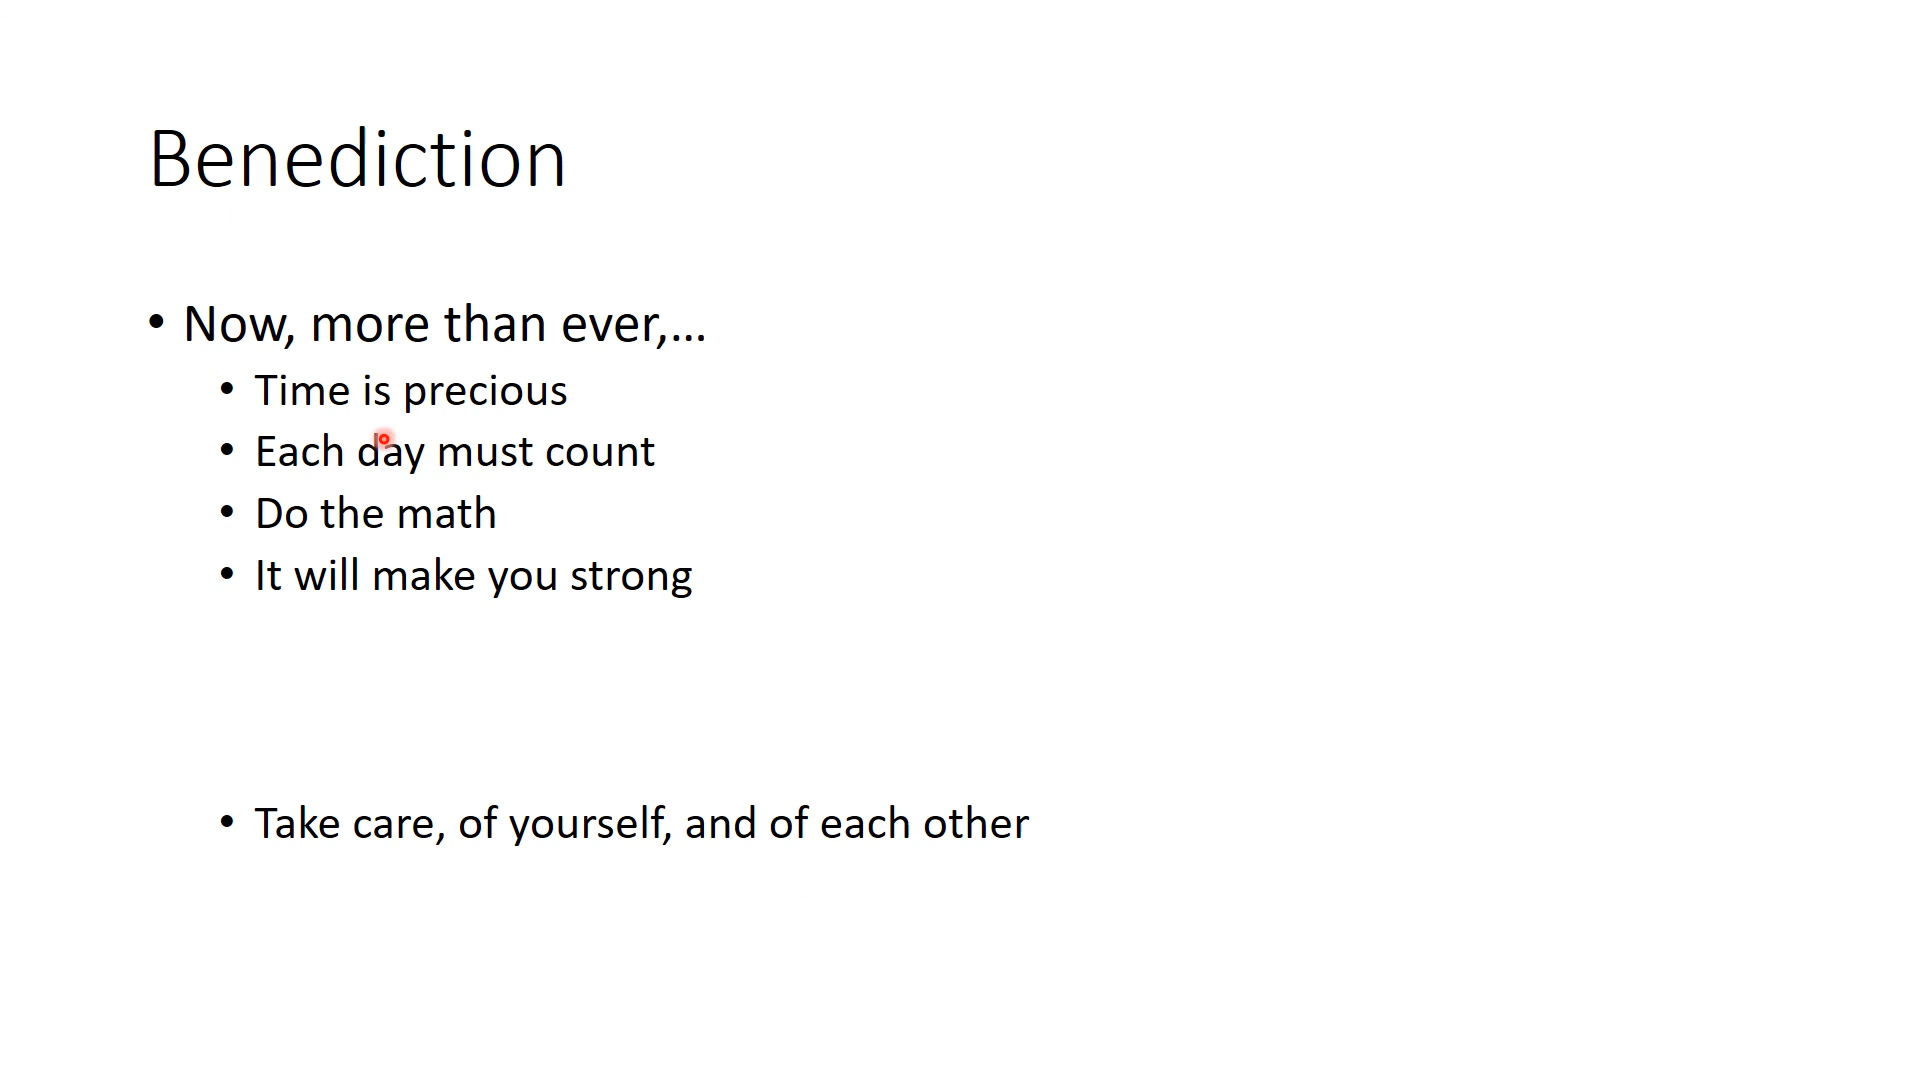 Benediction
• Now, more than ever,...
• Time is precious
• Each day must count
• Do the math
• It will make you strong
• Take care, of yourself, and of each other